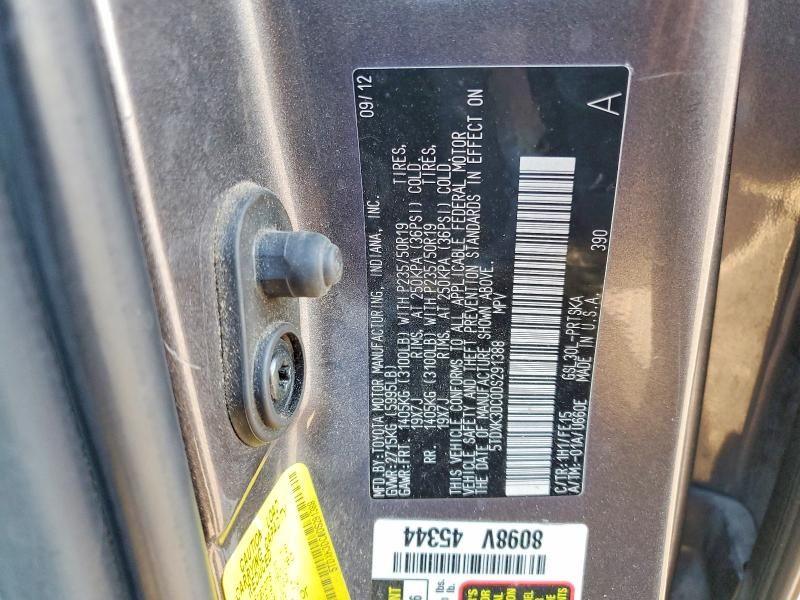 MFD.BY:TOYOTA MOTOR MANUFACTURING, INDIANA, INC. 09/12
GVWR:2715KG (5995LB)
GAWR:FRT. 1405KG (3100LB) WITH P235/50R19 TIRES,
19X7J RIMS, AT 250KPA (36PSI) COLD.
RR. 1405KG (3100LB) WITH P235/50R19 TIRES,
19X7J RIMS, AT 250KPA (36PSI) COLD.
THIS VEHICLE CONFORMS TO ALL APPLICABLE FEDERAL MOTOR
VEHICLE SAFETY AND THEFT PREVENTION STANDARDS IN EFFECT ON
THE DATE OF MANUFACTURE SHOWN ABOVE.
5TDXK3DC0DS291388 MPV
C/TR:4H1/FE15 GSL30L-PRTSKA 390
A/TM:-01A/U660E MADE IN U.S.A.
A
8098V
45344
CAUTION